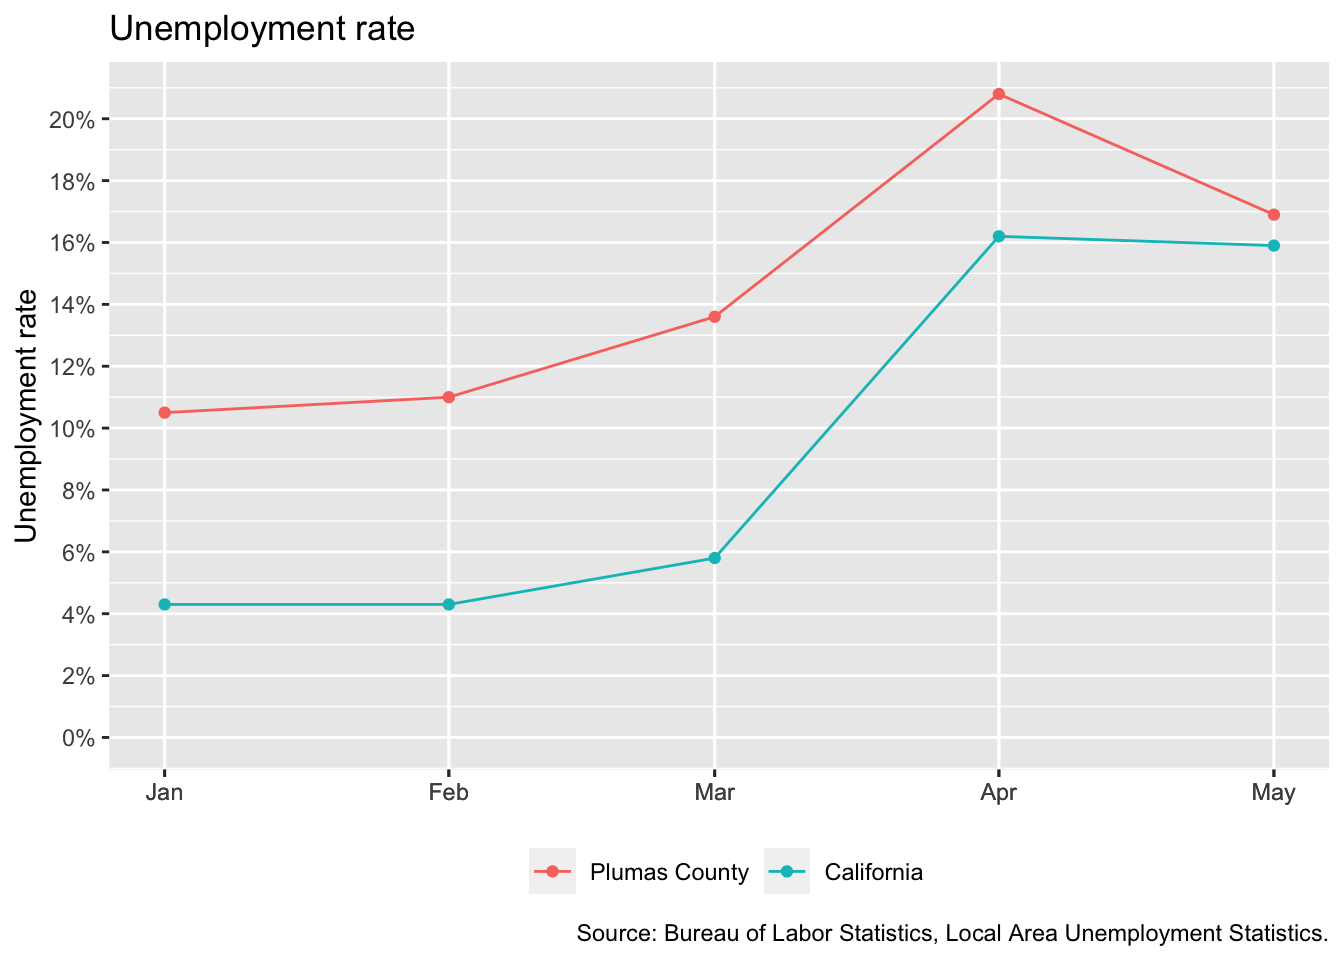 Unemployment rate
Unemployment rate
20%
18%
16%
14%
12%
10%
8%
6%
4%
2%
0%
Jan Feb Mar Apr May
Plumas County California
Source: Bureau of Labor Statistics, Local Area Unemployment Statistics.